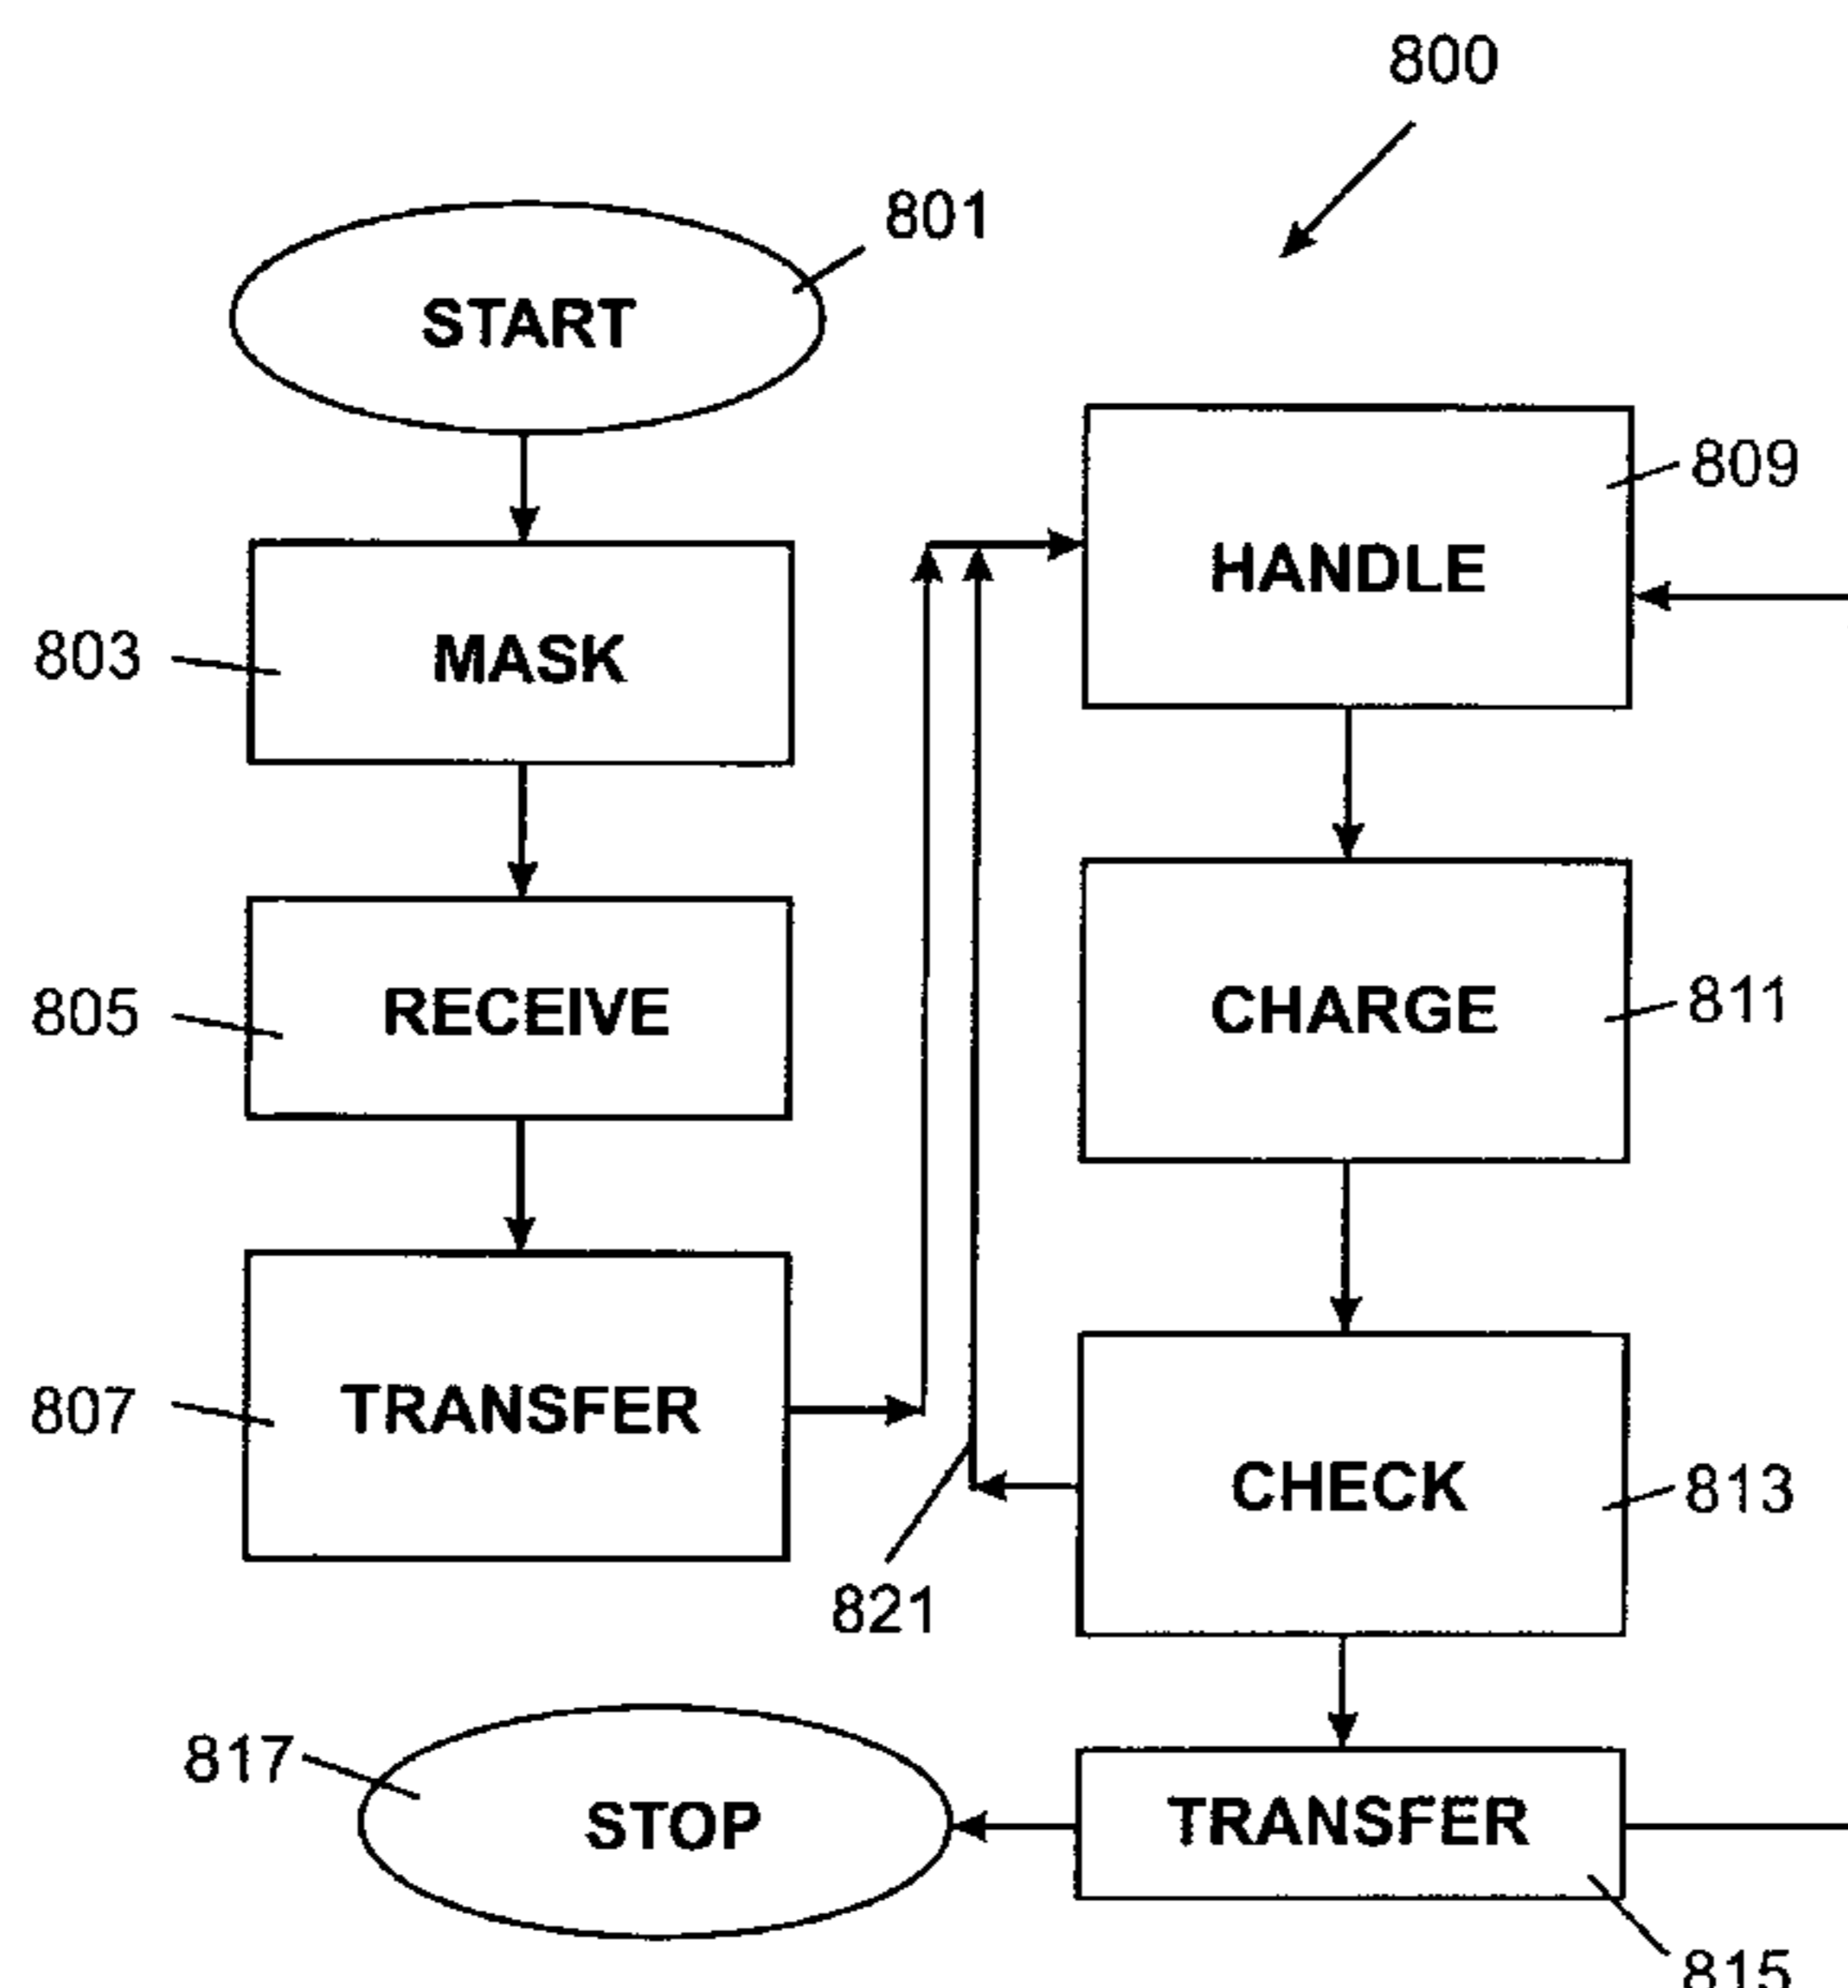 800
801
START
809
HANDLE
803
MASK
805
RECEIVE
CHARGE
811
807
TRANSFER
CHECK
813
821
817
STOP
TRANSFER
815